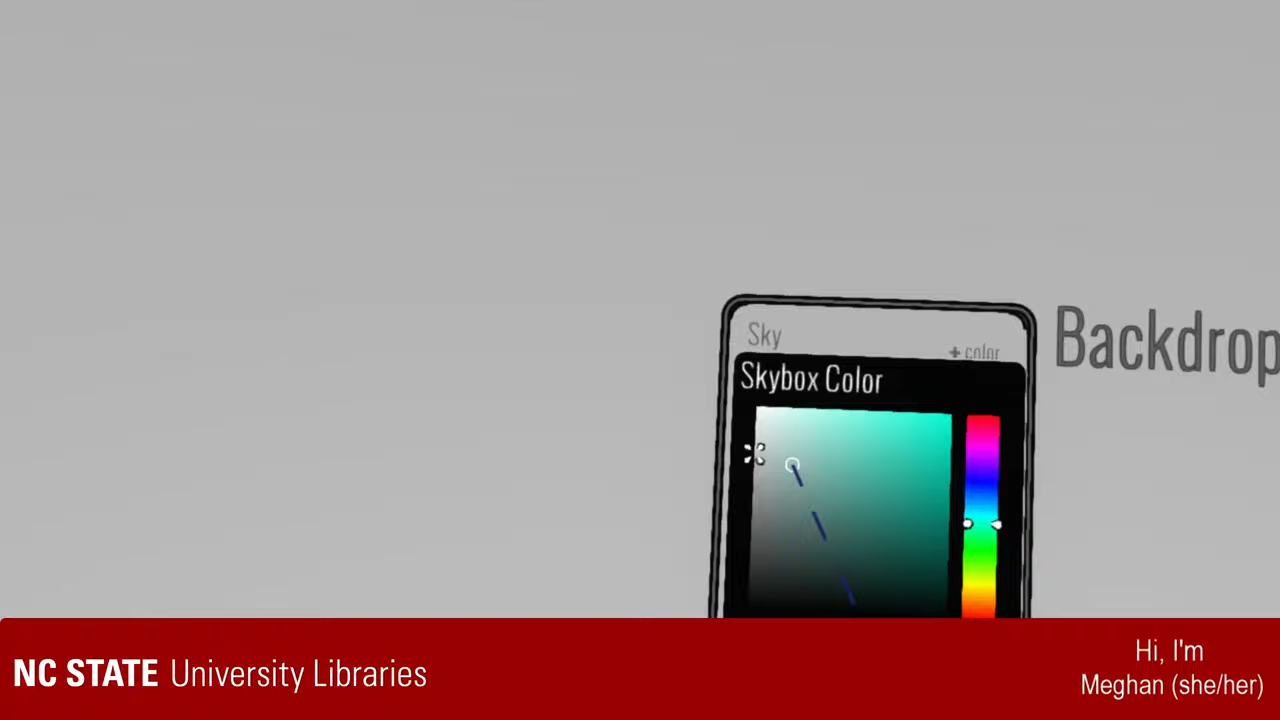 Sky
+ color
Backdrop
Skybox Color
NC STATE University Libraries
Hi, I'm
Meghan (she/her)